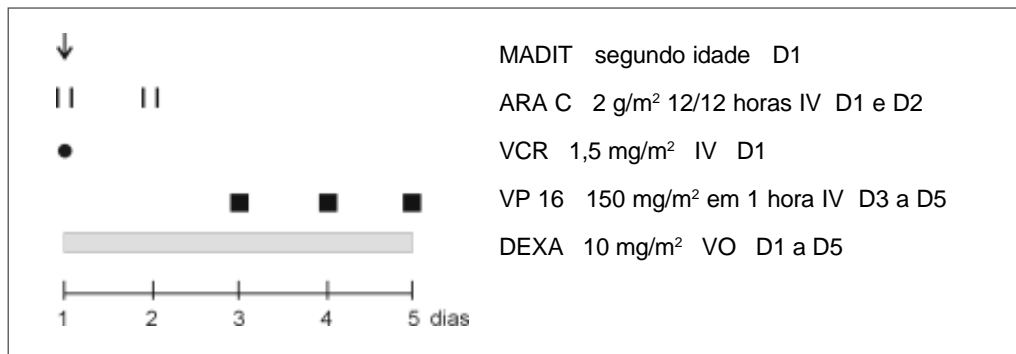 MADIT segundo idade D1
ARA C 2 g/m² 12/12 horas IV D1 e D2
VCR 1,5 mg/m² IV D1
VP 16 150 mg/m² em 1 hora IV D3 a D5
DEXA 10 mg/m² VO D1 a D5
1 2 3 4 5 dias